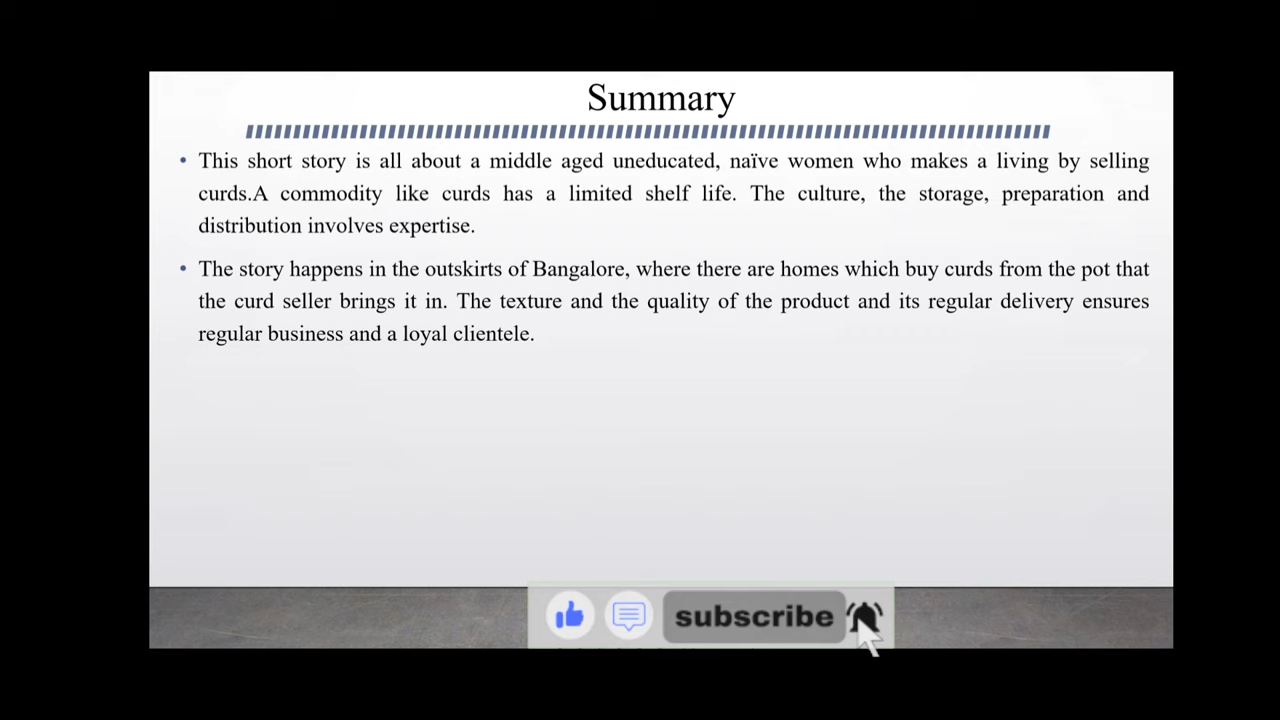 Summary
• This short story is all about a middle aged uneducated, naïve women who makes a living by selling
curds.A commodity like curds has a limited shelf life. The culture, the storage, preparation and
distribution involves expertise.
• The story happens in the outskirts of Bangalore, where there are homes which buy curds from the pot that
the curd seller brings it in. The texture and the quality of the product and its regular delivery ensures
regular business and a loyal clientele.
subscribe